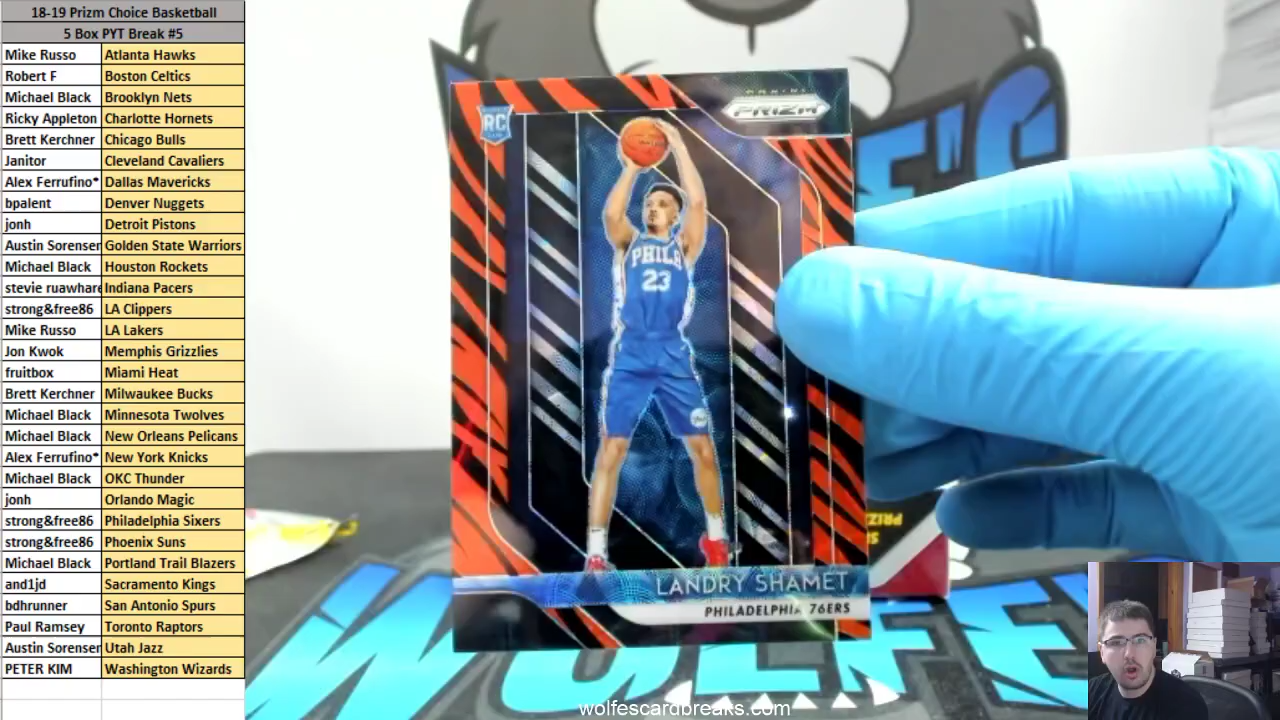 18-19 Prizm Choice Basketball
5 Box PYT Break #5
Mike Russo Atlanta Hawks
Robert F Boston Celtics
Michael Black Brooklyn Nets
Ricky Appleton Charlotte Hornets
Brett Kerchner Chicago Bulls
Janitor Cleveland Cavaliers
Alex Ferrufino* Dallas Mavericks
bpalent Denver Nuggets
jonh Detroit Pistons
Austin Sorensen Golden State Warriors
Michael Black Houston Rockets
stevie ruawhare Indiana Pacers
strong&free86 LA Clippers
Mike Russo LA Lakers
Jon Kwok Memphis Grizzlies
fruitbox Miami Heat
Brett Kerchner Milwaukee Bucks
Michael Black Minnesota Twolves
Michael Black New Orleans Pelicans
Alex Ferrufino* New York Knicks
Michael Black OKC Thunder
jonh Orlando Magic
strong&free86 Philadelphia Sixers
strong&free86 Phoenix Suns
Michael Black Portland Trail Blazers
and1jd Sacramento Kings
bdhrunner San Antonio Spurs
Paul Ramsey Toronto Raptors
Austin Sorensen Utah Jazz
PETER KIM Washington Wizards
RC
PANINI
PRIZM
PHILA
23
LANDRY SHAMET
PHILADELPHIA 76ERS
wolfescardbreaks.com